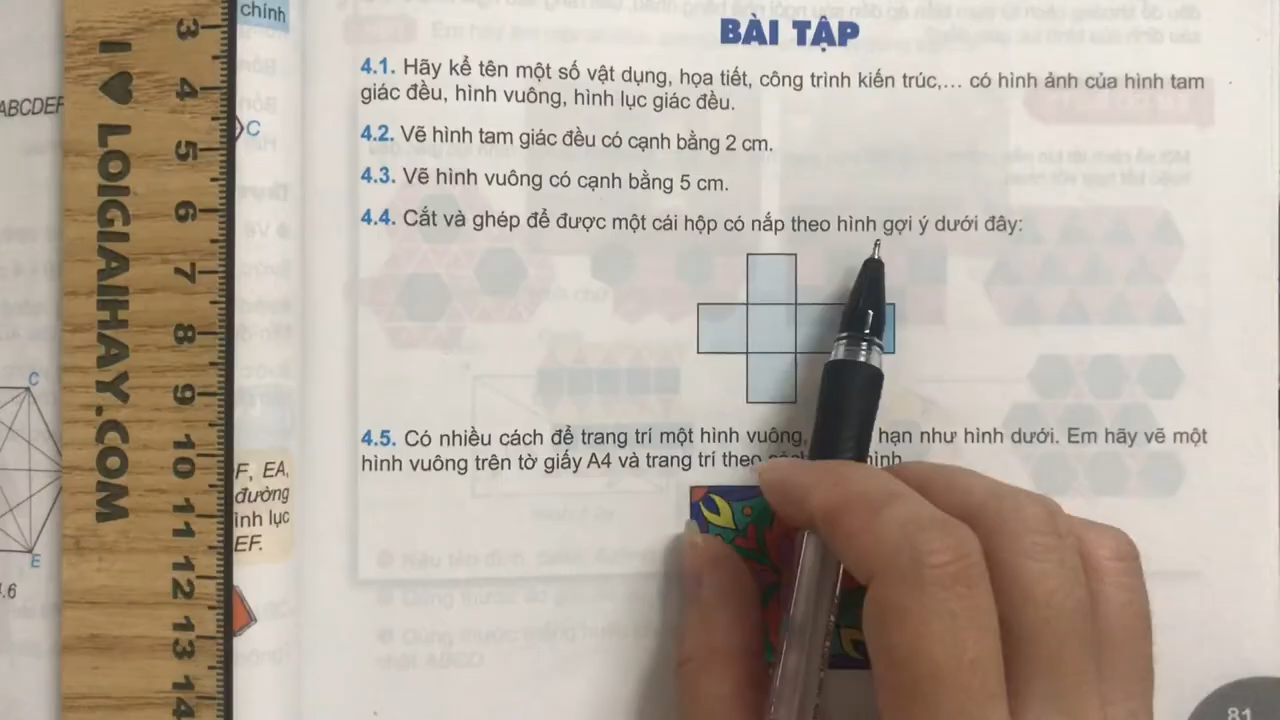 chính
ABCDEF
C
BÀI TẬP
4.1. Hãy kể tên một số vật dụng, họa tiết, công trình kiến trúc,... có hình ảnh của hình tam
giác đều, hình vuông, hình lục giác đều.
4.2. Vẽ hình tam giác đều có cạnh bằng 2 cm.
4.3. Vẽ hình vuông có cạnh bằng 5 cm.
4.4. Cắt và ghép để được một cái hộp có nắp theo hình gợi ý dưới đây:
4.5. Có nhiều cách để trang trí một hình vuông, hạn như hình dưới. Em hãy vẽ một
hình vuông trên tờ giấy A4 và trang trí theo
C
E
.6
F, EA,
đường
ình lục
EF.
I ♥ LOIGIAIHAY.COM
3
4
5
6
7
8
9
10
11
12
13
14
81